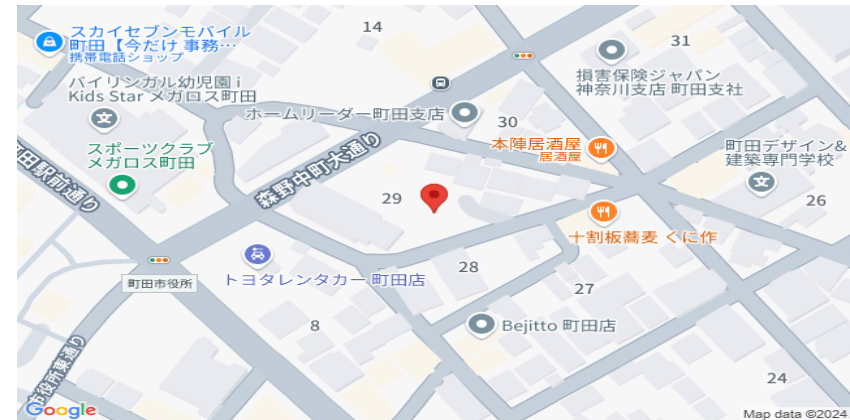 スカイセブンモバイル
町田【今だけ 事務…
携帯電話ショップ
14
31
バイリンガル幼児園 i
Kids Star メガロス町田
損害保険ジャパン
神奈川支店 町田支社
ホームリーダー町田支店
30
本陣居酒屋
居酒屋
町田デザイン&
建築専門学校
スポーツクラブ
メガロス町田
森野中町大通り
田駅前通り
29
26
十割板蕎麦 くに作
トヨタレンタカー 町田店
28
町田市役所
27
8
Bejitto 町田店
市役所東通り
24
Google
Map data ©2024